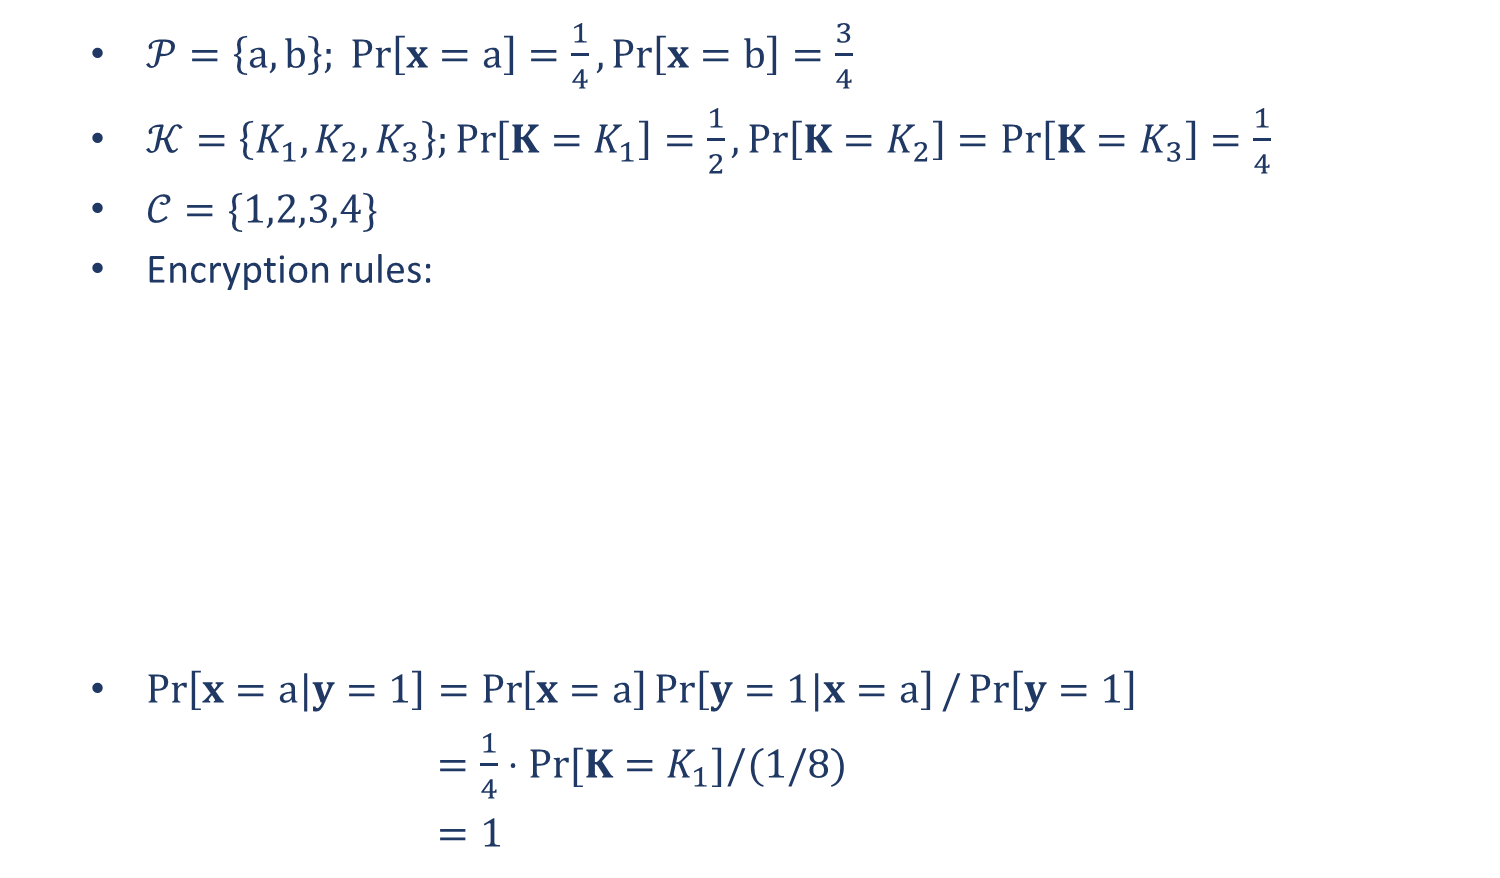 • 𝒫 = {a, b}; Pr[𝐱 = a] = 1/4, Pr[𝐱 = b] = 3/4
• 𝒦 = {K₁, K₂, K₃}; Pr[𝐊 = K₁] = 1/2, Pr[𝐊 = K₂] = Pr[𝐊 = K₃] = 1/4
• 𝒞 = {1,2,3,4}
• Encryption rules:
• Pr[𝐱 = a|𝐲 = 1] = Pr[𝐱 = a] Pr[𝐲 = 1|𝐱 = a] / Pr[𝐲 = 1]
= 1/4 · Pr[𝐊 = K₁]/(1/8)
= 1